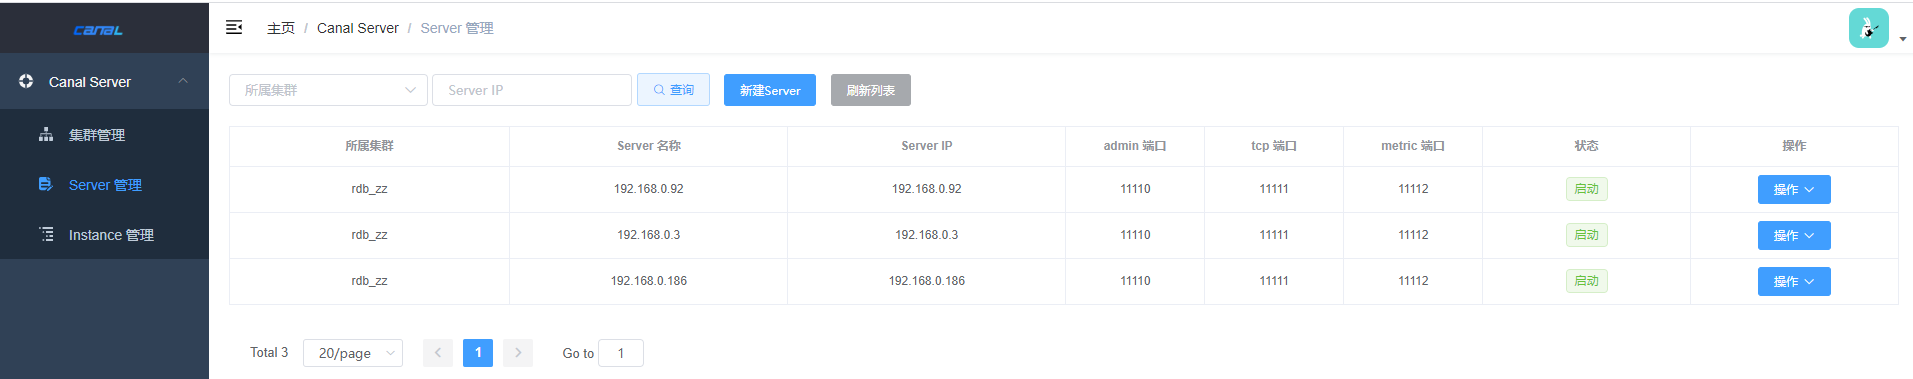 CANAL
主页 / Canal Server / Server 管理
Canal Server
集群管理
Server 管理
Instance 管理
所属集群 Server IP 查询 新建Server 刷新列表
所属集群 Server 名称 Server IP admin 端口 tcp 端口 metric 端口 状态 操作
rdb_zz 192.168.0.92 192.168.0.92 11110 11111 11112 启动 操作
rdb_zz 192.168.0.3 192.168.0.3 11110 11111 11112 启动 操作
rdb_zz 192.168.0.186 192.168.0.186 11110 11111 11112 启动 操作
Total 3 20/page 1 Go to 1